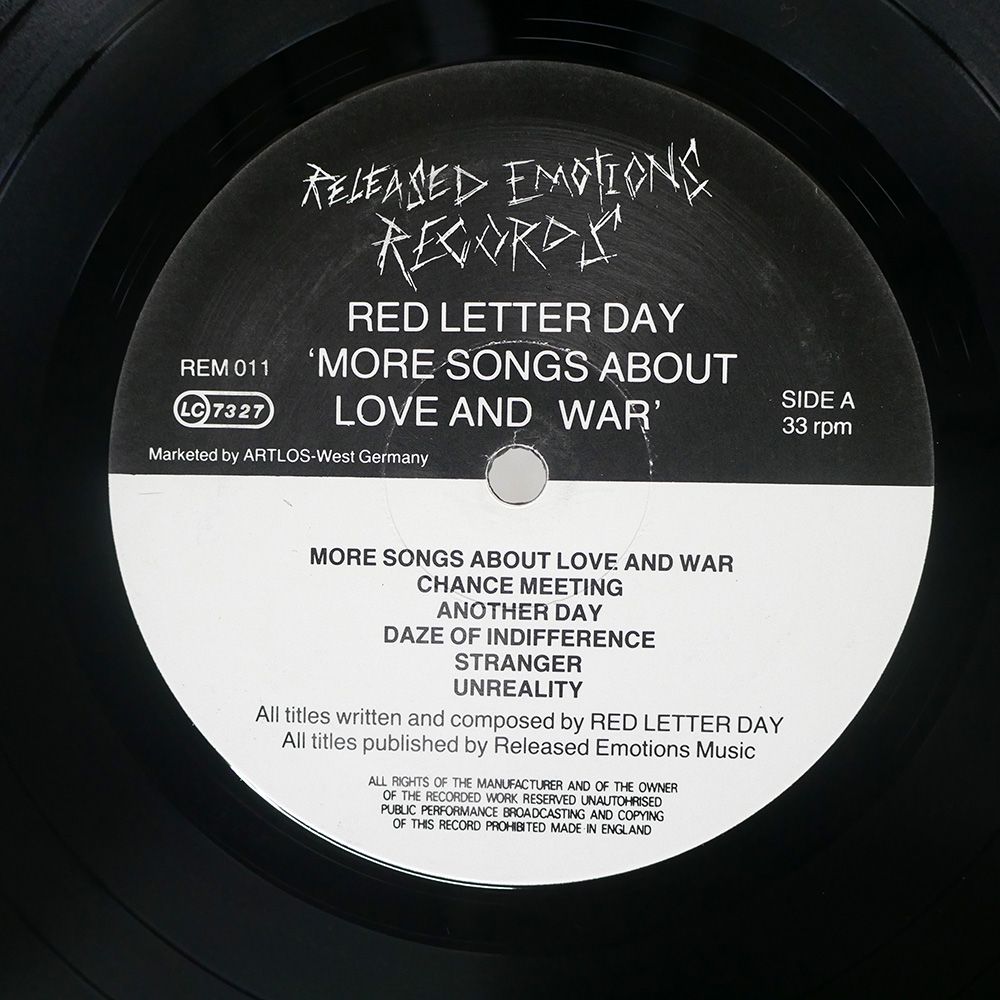 RELEASED EMOTIONS
RECORDS
RED LETTER DAY
'MORE SONGS ABOUT
LOVE AND WAR'
REM 011
LC 7327
Marketed by ARTLOS-West Germany
SIDE A
33 rpm
MORE SONGS ABOUT LOVE AND WAR
CHANCE MEETING
ANOTHER DAY
DAZE OF INDIFFERENCE
STRANGER
UNREALITY
All titles written and composed by RED LETTER DAY
All titles published by Released Emotions Music
ALL RIGHTS OF THE MANUFACTURER AND OF THE OWNER
OF THE RECORDED WORK RESERVED UNAUTOHRISED
PUBLIC PERFORMANCE BROADCASTING AND COPYING
OF THIS RECORD PROHIBITED MADE IN ENGLAND